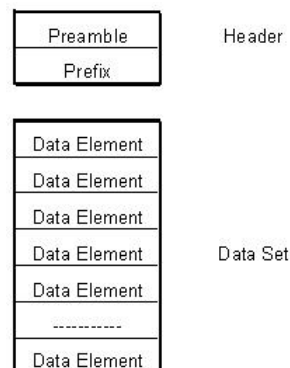 Preamble Header
Prefix
Data Element
Data Element
Data Element
Data Element Data Set
Data Element
-----------
Data Element